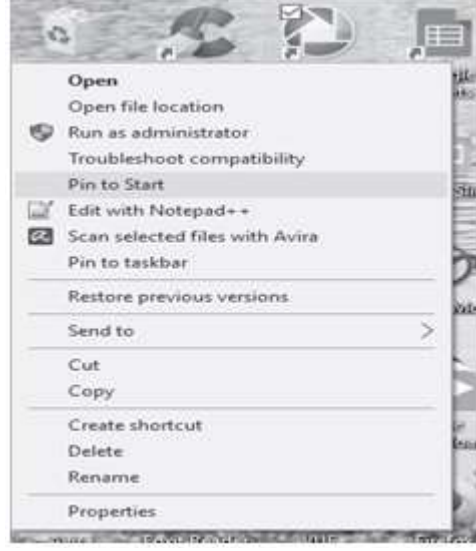 Open
Open file location
Run as administrator
Troubleshoot compatibility
Pin to Start
Edit with Notepad++
Scan selected files with Avira
Pin to taskbar
Restore previous versions
Send to
Cut
Copy
Create shortcut
Delete
Rename
Properties